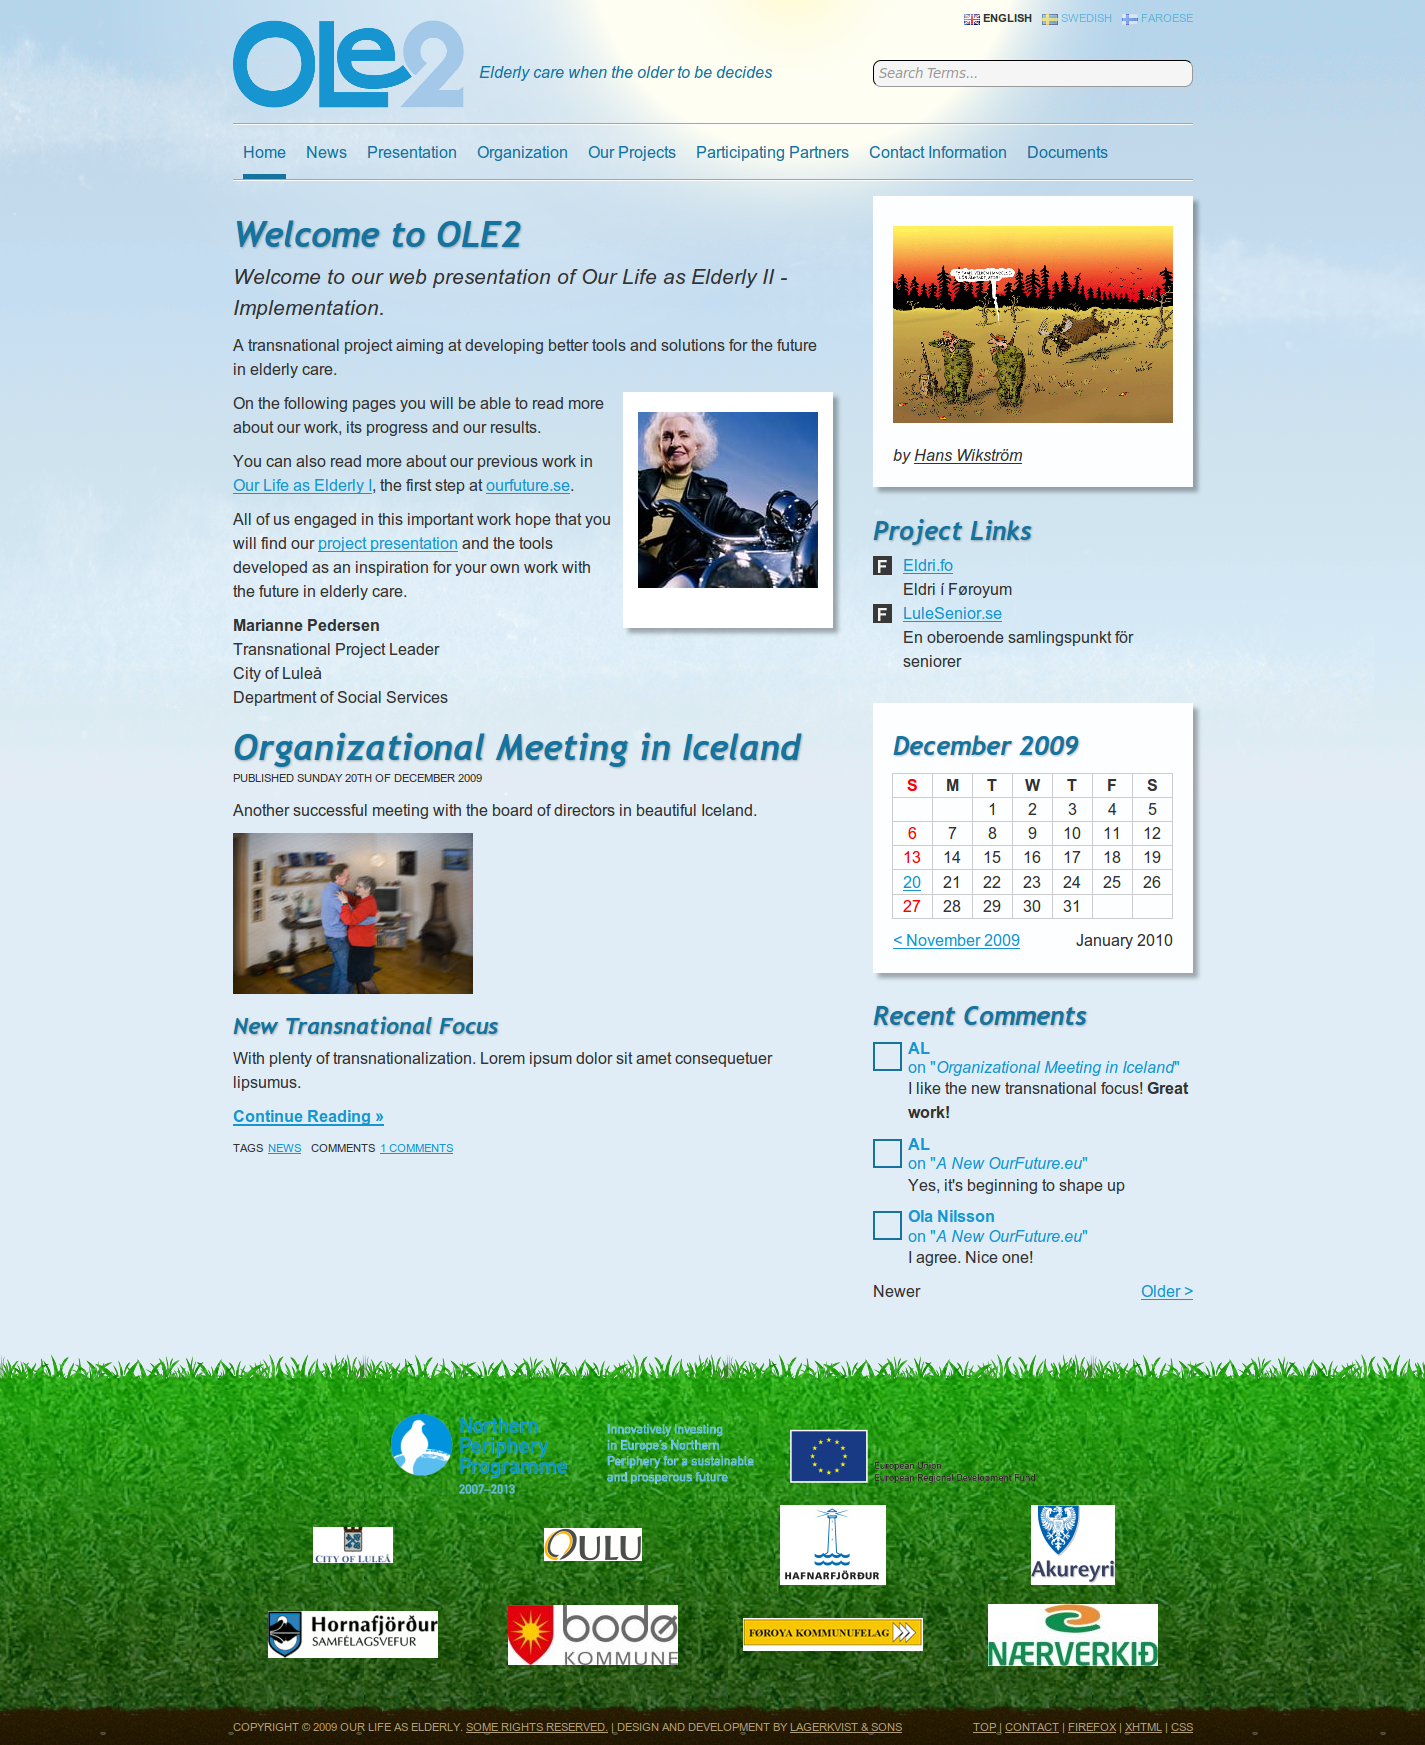 ENGLISH SWEDISH FAROESE
OLe2
Elderly care when the older to be decides
Search Terms...
Home News Presentation Organization Our Projects Participating Partners Contact Information Documents
Welcome to OLE2
Welcome to our web presentation of Our Life as Elderly II -
Implementation.
A transnational project aiming at developing better tools and solutions for the future
in elderly care.
On the following pages you will be able to read more
about our work, its progress and our results.
You can also read more about our previous work in
Our Life as Elderly I, the first step at ourfuture.se.
All of us engaged in this important work hope that you
will find our project presentation and the tools
developed as an inspiration for your own work with
the future in elderly care.
Marianne Pedersen
Transnational Project Leader
City of Luleå
Department of Social Services
Organizational Meeting in Iceland
PUBLISHED SUNDAY 20TH OF DECEMBER 2009
Another successful meeting with the board of directors in beautiful Iceland.
New Transnational Focus
With plenty of transnationalization. Lorem ipsum dolor sit amet consequetuer
lipsumus.
Continue Reading »
TAGS NEWS COMMENTS 1 COMMENTS
by Hans Wikström
Project Links
F Eldri.fo
Eldri í Føroyum
F LuleSenior.se
En oberoende samlingspunkt för
seniorer
December 2009
S M T W T F S
1 2 3 4 5
6 7 8 9 10 11 12
13 14 15 16 17 18 19
20 21 22 23 24 25 26
27 28 29 30 31
< November 2009 January 2010
Recent Comments
AL
on "Organizational Meeting in Iceland"
I like the new transnational focus! Great
work!
AL
on "A New OurFuture.eu"
Yes, it's beginning to shape up
Ola Nilsson
on "A New OurFuture.eu"
I agree. Nice one!
Newer Older >
Northern
Periphery
Programme
2007–2013
Innovatively investing
in Europe's Northern
Periphery for a sustainable
and prosperous future
European Union
European Regional Development Fund
CITY OF LULEÅ
OULU
HAFNARFJÖRÐUR
Akureyri
Hornafjörður
SAMFÉLAGSVEFUR
bodø
KOMMUNE
FØROYA KOMMUNUFELAG
NÆRVERKIÐ
COPYRIGHT © 2009 OUR LIFE AS ELDERLY. SOME RIGHTS RESERVED. | DESIGN AND DEVELOPMENT BY LAGERKVIST & SONS TOP | CONTACT | FIREFOX | XHTML | CSS